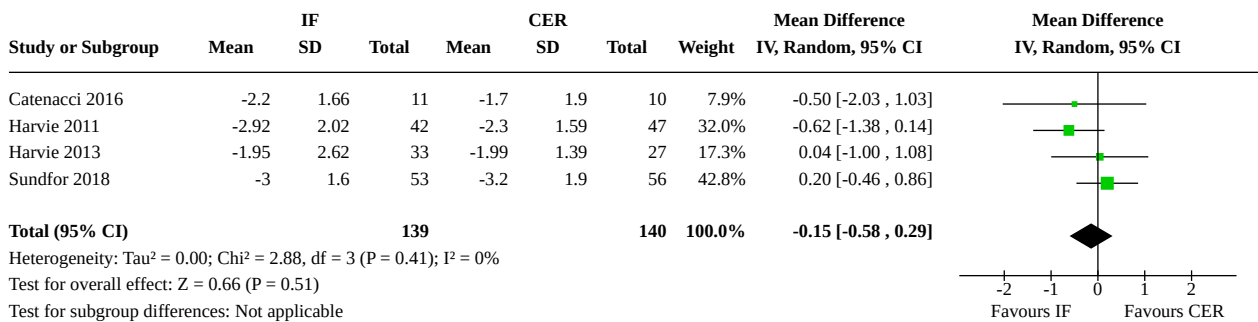 IF CER Mean Difference Mean Difference
Study or Subgroup Mean SD Total Mean SD Total Weight IV, Random, 95% CI IV, Random, 95% CI
Catenacci 2016 -2.2 1.66 11 -1.7 1.9 10 7.9% -0.50 [-2.03 , 1.03]
Harvie 2011 -2.92 2.02 42 -2.3 1.59 47 32.0% -0.62 [-1.38 , 0.14]
Harvie 2013 -1.95 2.62 33 -1.99 1.39 27 17.3% 0.04 [-1.00 , 1.08]
Sundfor 2018 -3 1.6 53 -3.2 1.9 56 42.8% 0.20 [-0.46 , 0.86]
Total (95% CI) 139 140 100.0% -0.15 [-0.58 , 0.29]
Heterogeneity: Tau² = 0.00; Chi² = 2.88, df = 3 (P = 0.41); I² = 0%
Test for overall effect: Z = 0.66 (P = 0.51) -2 -1 0 1 2
Test for subgroup differences: Not applicable Favours IF Favours CER